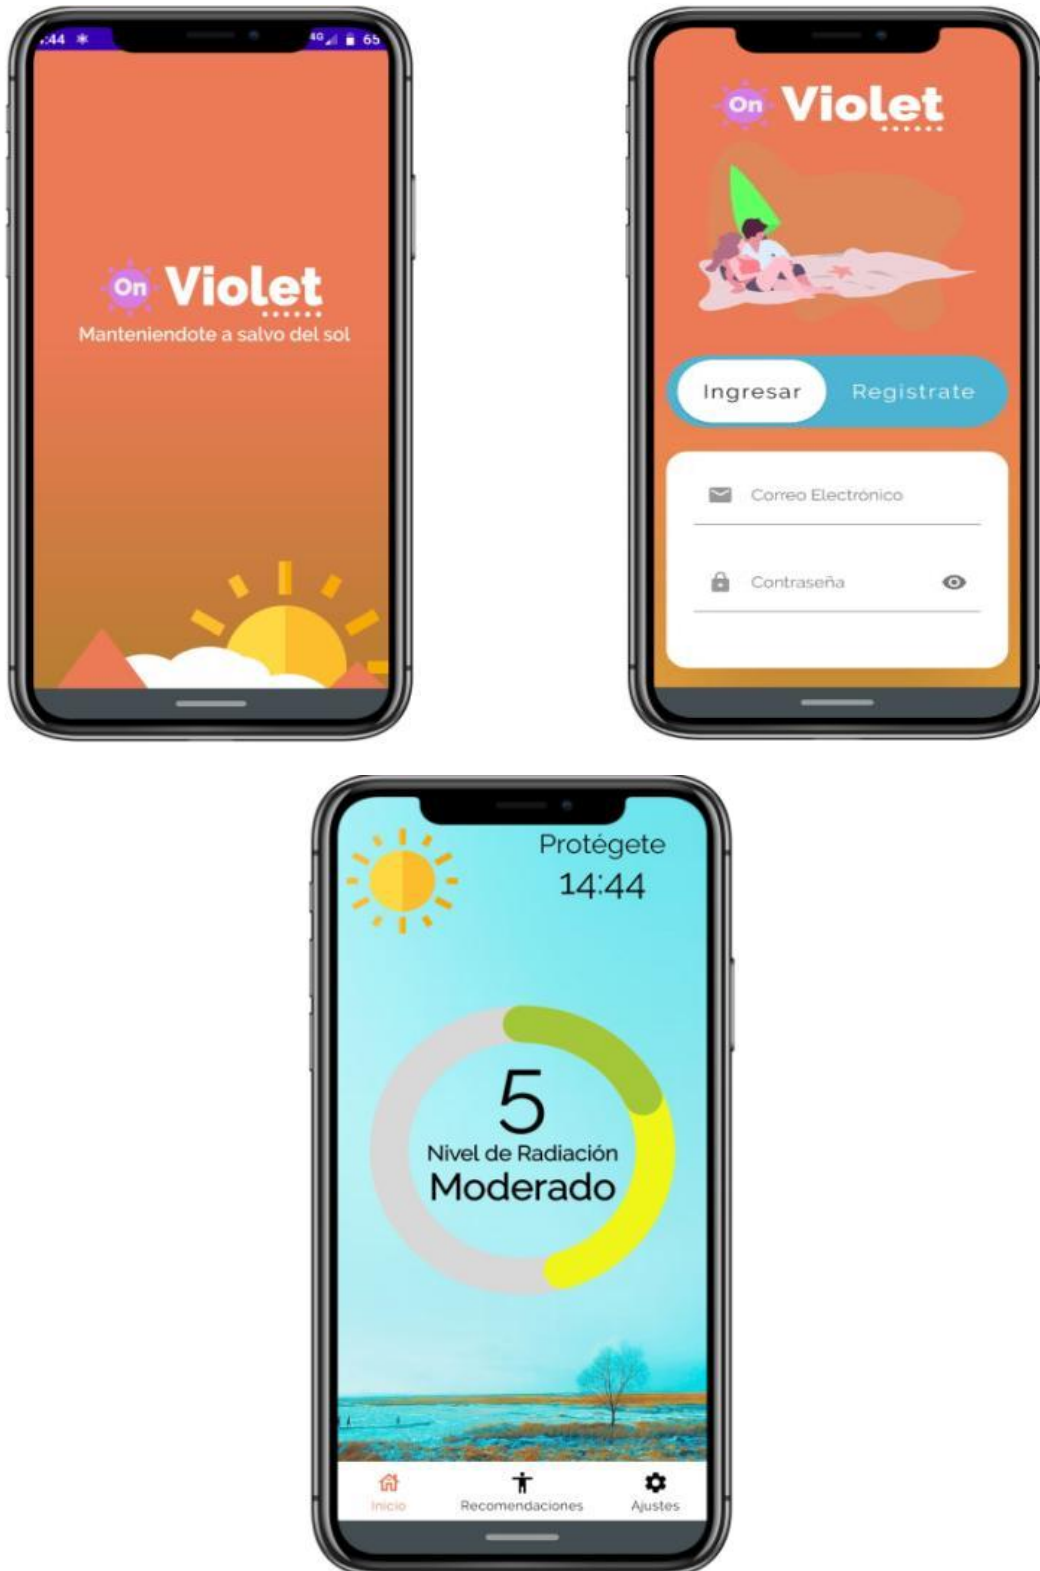 :44
4G
65
On Violet
Manteniendote a salvo del sol
On Violet
Ingresar
Registrate
Correo Electrónico
Contraseña
Protégete
14:44
5
Nivel de Radiación
Moderado
Inicio
Recomendaciones
Ajustes